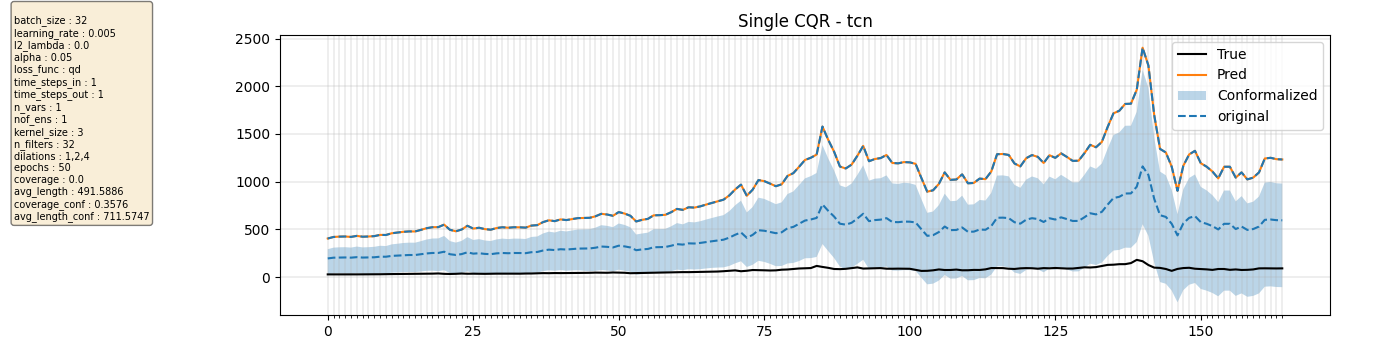 batch_size : 32
learning_rate : 0.005
l2_lambda : 0.0
alpha : 0.05
loss_func : qd
time_steps_in : 1
time_steps_out : 1
n_vars : 1
nof_ens : 1
kernel_size : 3
n_filters : 32
dilations : 1,2,4
epochs : 50
coverage : 0.0
avg_length : 491.5886
coverage_conf : 0.3576
avg_length_conf : 711.5747
Single CQR - tcn
2500
2000
1500
1000
500
0
True
Pred
Conformalized
original
0 25 50 75 100 125 150